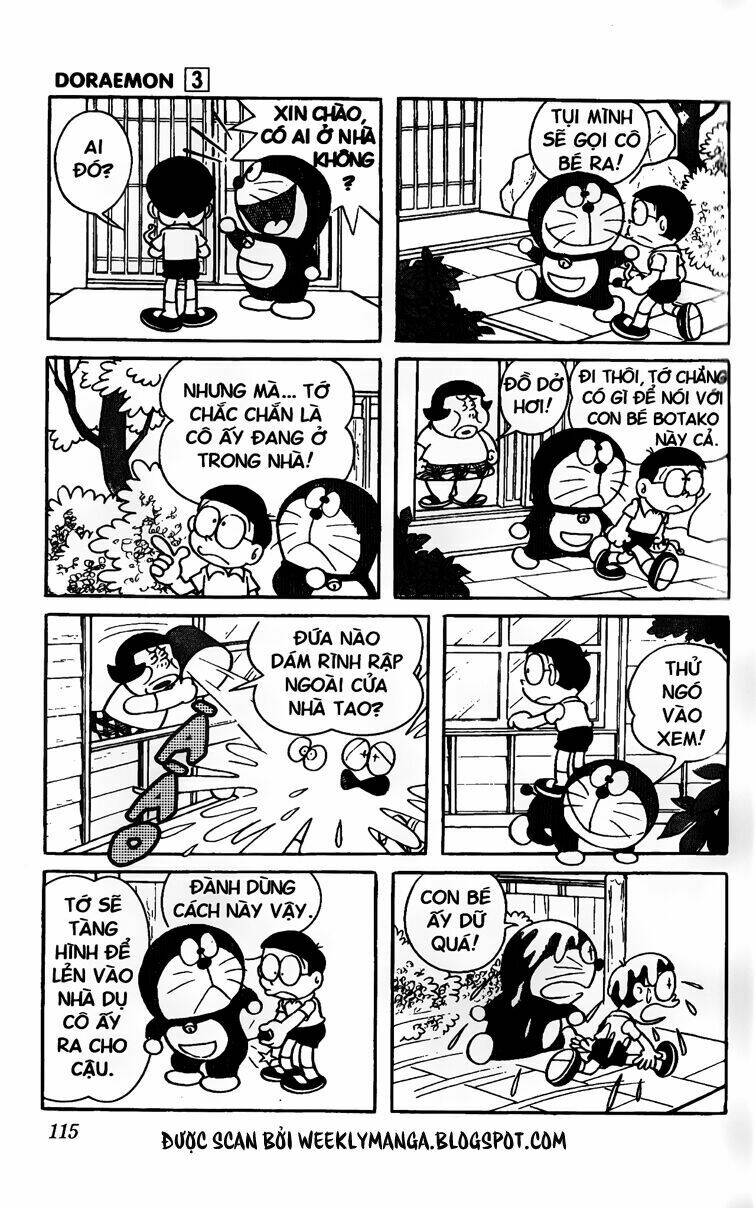 DORAEMON 3
TỤI MÌNH
SẼ GỌI CÔ
BÉ RA!
XIN CHÀO,
CÓ AI Ở NHÀ
KHÔNG
?
AI
ĐÓ?
ĐI THÔI, TỚ CHẲNG
CÓ GÌ ĐỂ NÓI VỚI
CON BÉ BOTAKO
NÀY CẢ.
ĐỒ DỞ
HƠI!
NHƯNG MÀ... TỚ
CHẮC CHẮN LÀ
CÔ ẤY ĐANG Ở
TRONG NHÀ!
THỬ
NGÓ
VÀO
XEM!
ĐỨA NÀO
DÁM RÌNH RẬP
NGOÀI CỬA
NHÀ TAO?
CON BÉ
ẤY DỮ
QUÁ!
ĐÀNH DÙNG
CÁCH NÀY VẬY.
TỚ SẼ
TÀNG
HÌNH ĐỂ
LẺN VÀO
NHÀ DỤ
CÔ ẤY
RA CHO
CẬU.
115
ĐƯỢC SCAN BỞI WEEKLYMANGA.BLOGSPOT.COM